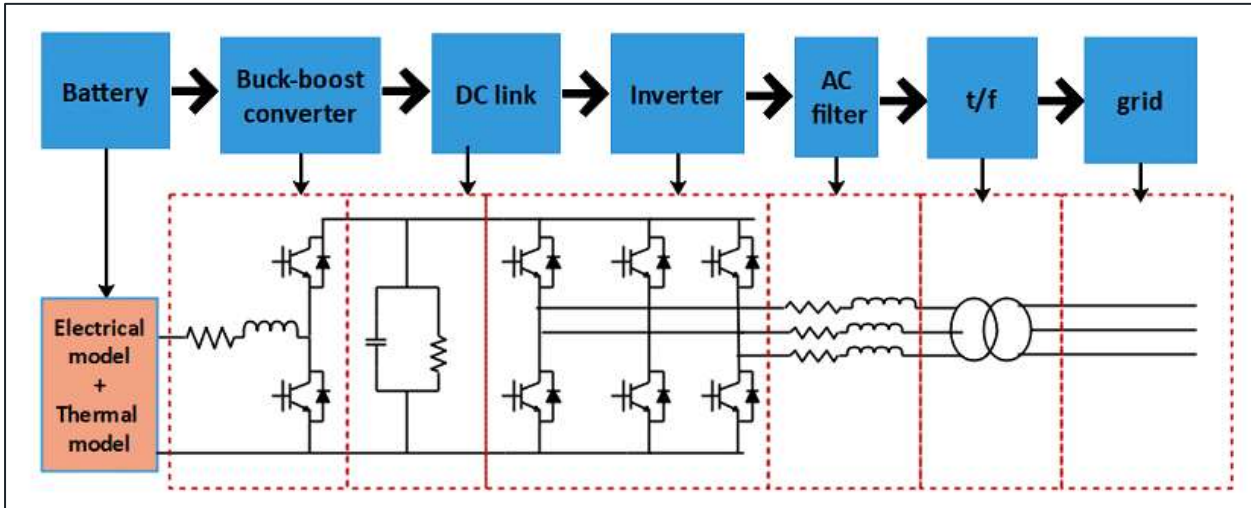 Battery
Buck-boost
converter
DC link
Inverter
AC
filter
t/f
grid
Electrical
model
+
Thermal
model